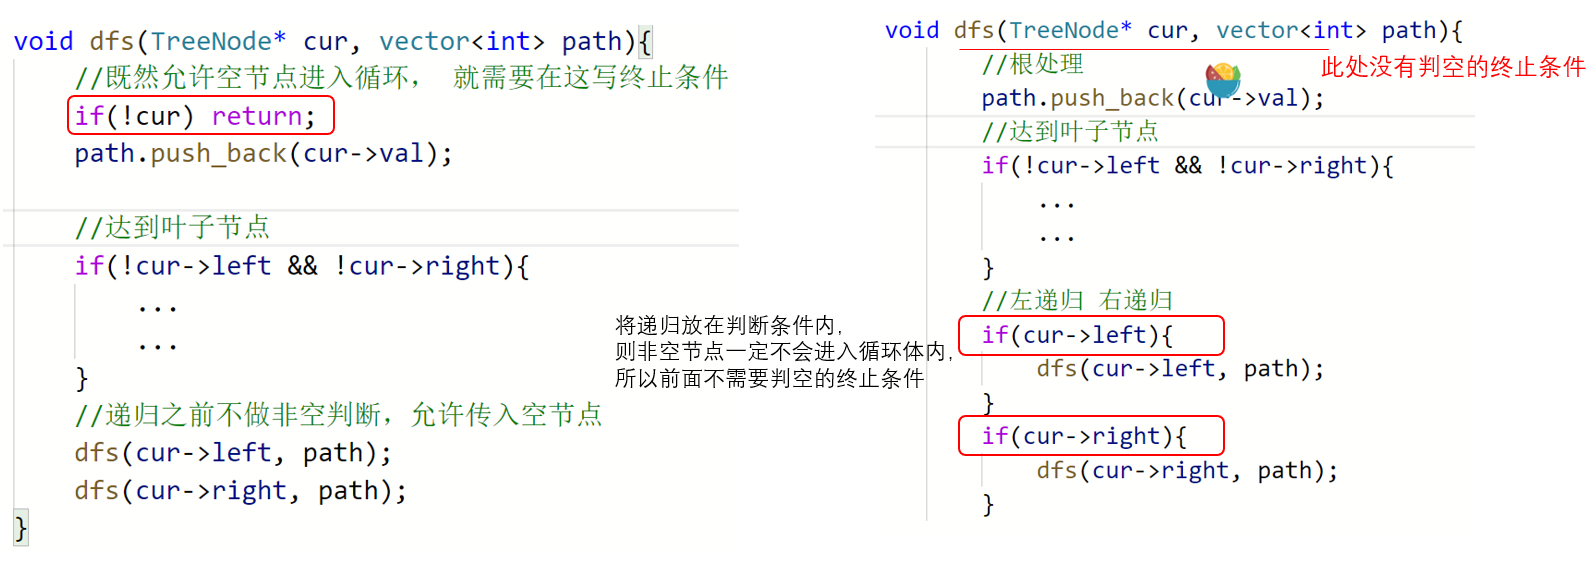 void dfs(TreeNode* cur, vector<int> path){
//既然允许空节点进入循环， 就需要在这写终止条件
if(!cur) return;
path.push_back(cur->val);
//达到叶子节点
if(!cur->left && !cur->right){
...
...
}
//递归之前不做非空判断，允许传入空节点
dfs(cur->left, path);
dfs(cur->right, path);
}
将递归放在判断条件内,
则非空节点一定不会进入循环体内,
所以前面不需要判空的终止条件
void dfs(TreeNode* cur, vector<int> path){
此处没有判空的终止条件
//根处理
path.push_back(cur->val);
//达到叶子节点
if(!cur->left && !cur->right){
...
...
}
//左递归 右递归
if(cur->left){
dfs(cur->left, path);
}
if(cur->right){
dfs(cur->right, path);
}